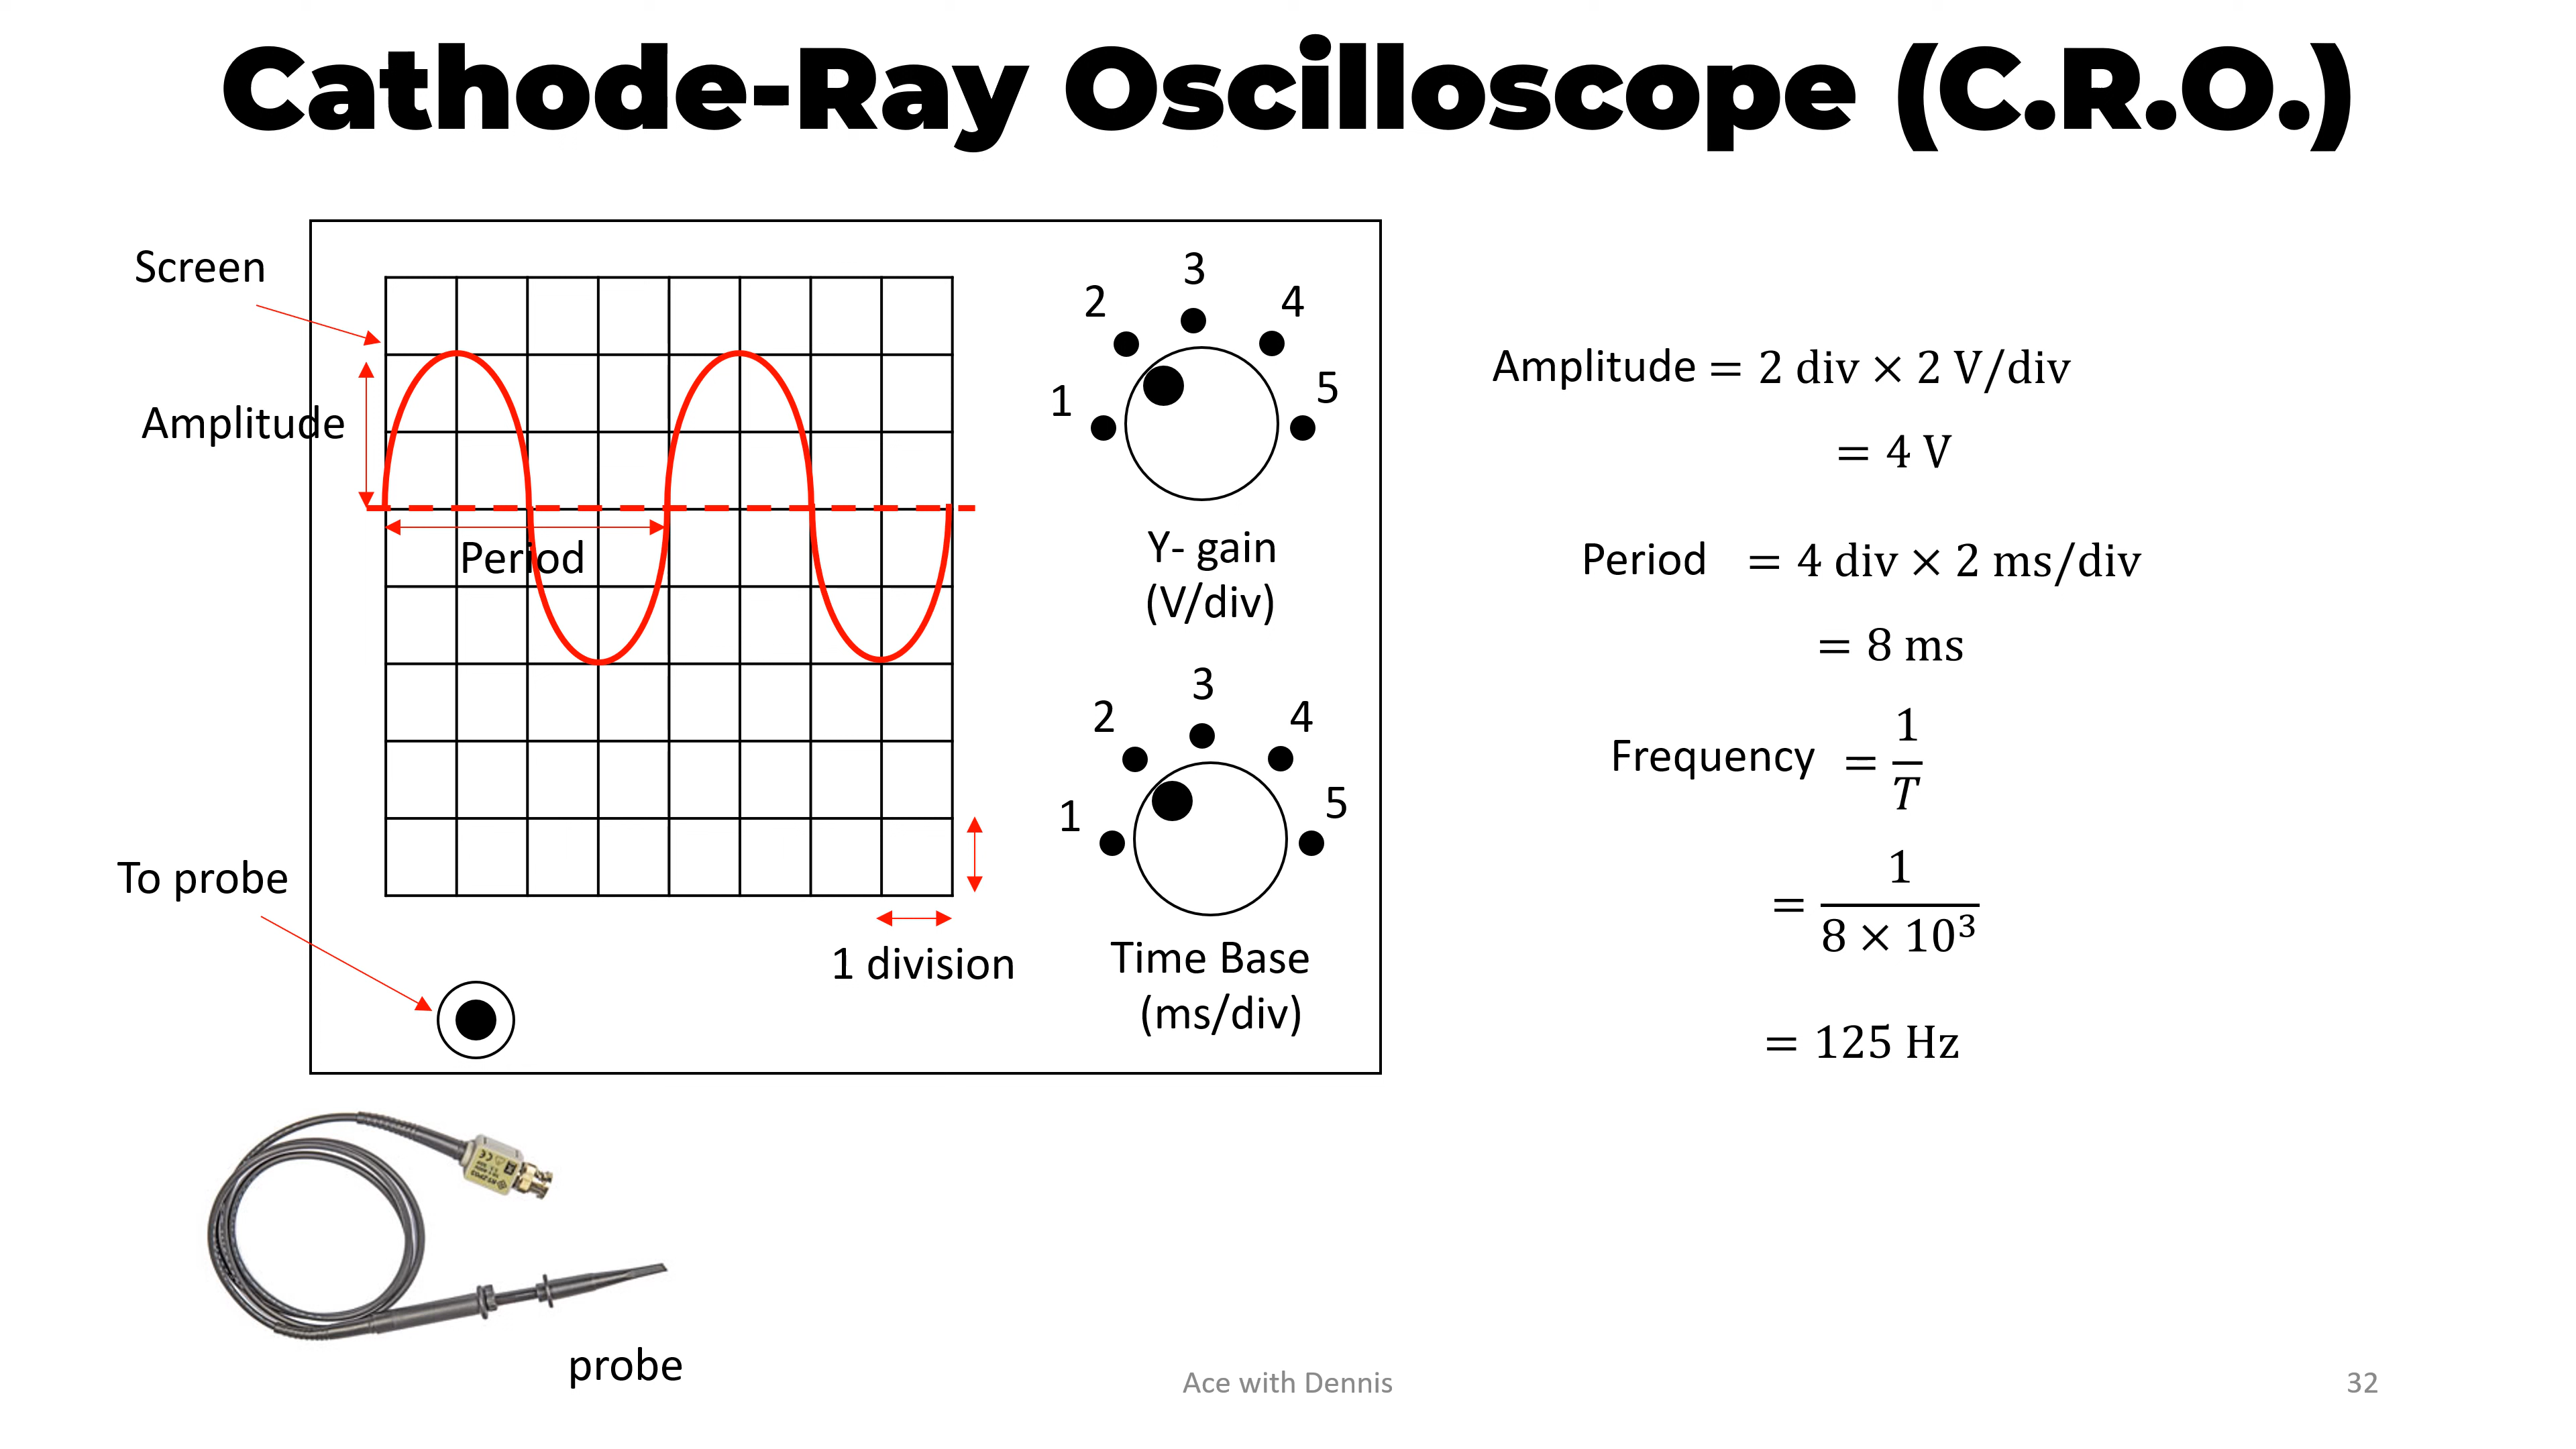 Cathode-Ray Oscilloscope (C.R.O.)
Screen
Amplitude
Period
To probe
1 division
1
2
3
4
5
Y- gain
(V/div)
1
2
3
4
5
Time Base
(ms/div)
Amplitude = 2 div × 2 V/div
= 4 V
Period = 4 div × 2 ms/div
= 8 ms
Frequency = 1/T
= 1/(8 × 10³)
= 125 Hz
probe
Ace with Dennis
32